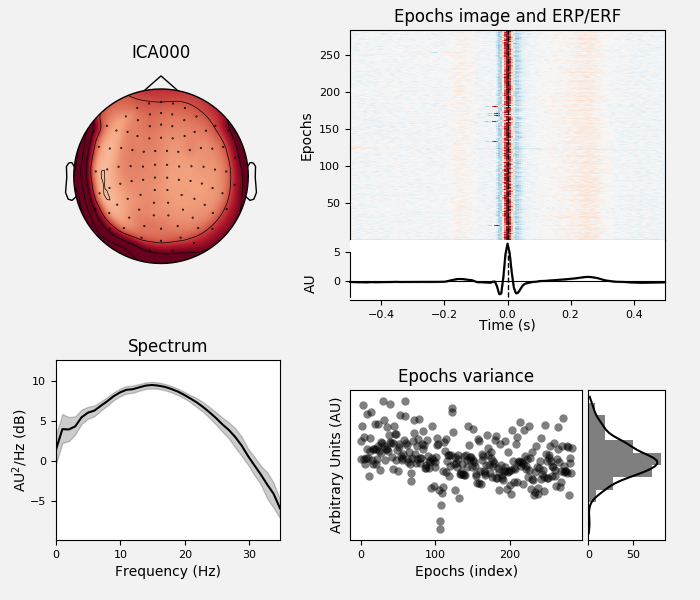 ICA000
Epochs image and ERP/ERF
Epochs
250
200
150
100
50
AU
5
0
−0.4
−0.2
0.0
0.2
0.4
Time (s)
Spectrum
AU²/Hz (dB)
10
5
0
−5
0
10
20
30
Frequency (Hz)
Epochs variance
Arbitrary Units (AU)
0
100
200
Epochs (index)
0
50